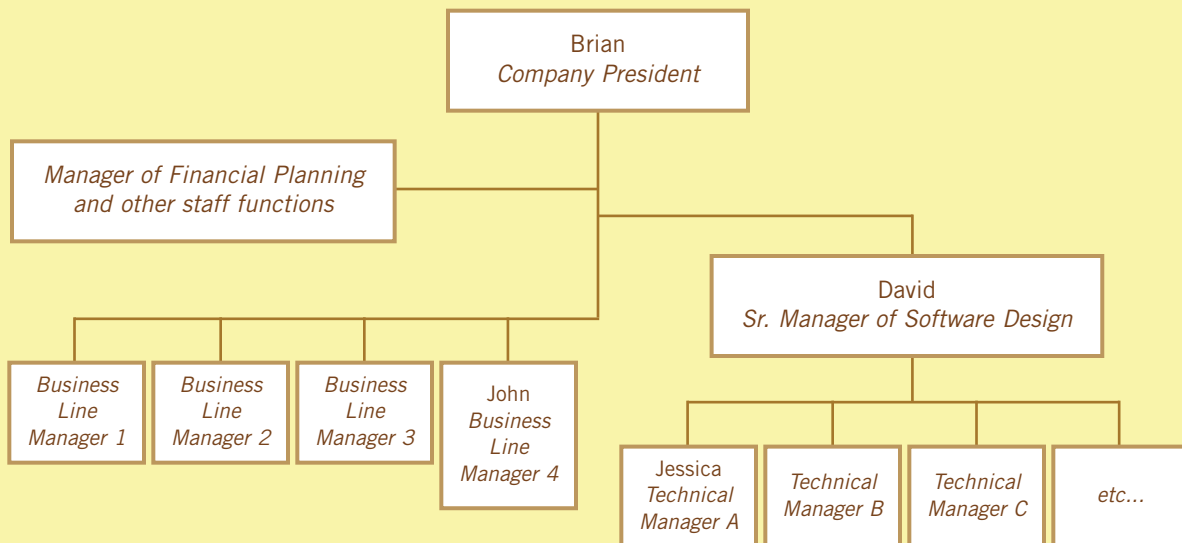 Brian
Company President
Manager of Financial Planning
and other staff functions
David
Sr. Manager of Software Design
Business
Line
Manager 1
Business
Line
Manager 2
Business
Line
Manager 3
John
Business
Line
Manager 4
Jessica
Technical
Manager A
Technical
Manager B
Technical
Manager C
etc...